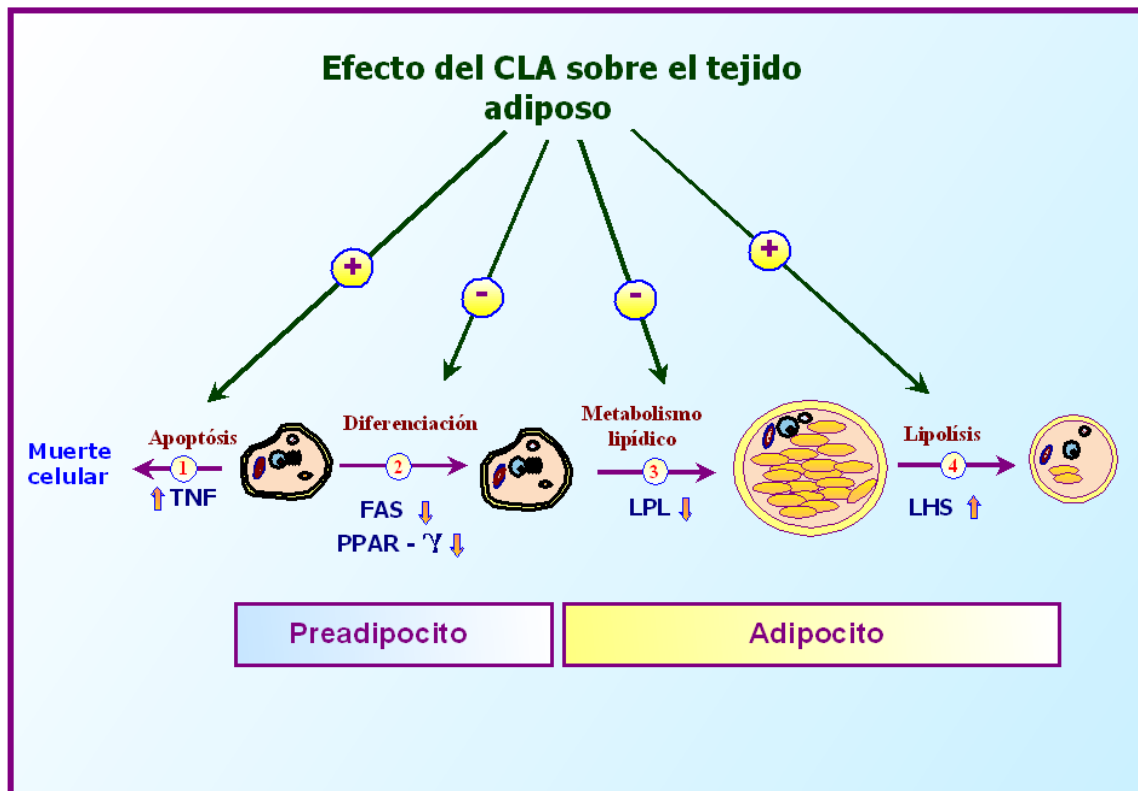 Efecto del CLA sobre el tejido
adiposo
+
-
-
+
Muerte
celular
Apoptósis
1
TNF
Diferenciación
2
FAS
PPAR - γ
Metabolismo
lipídico
3
LPL
Lipolísis
4
LHS
Preadipocito
Adipocito